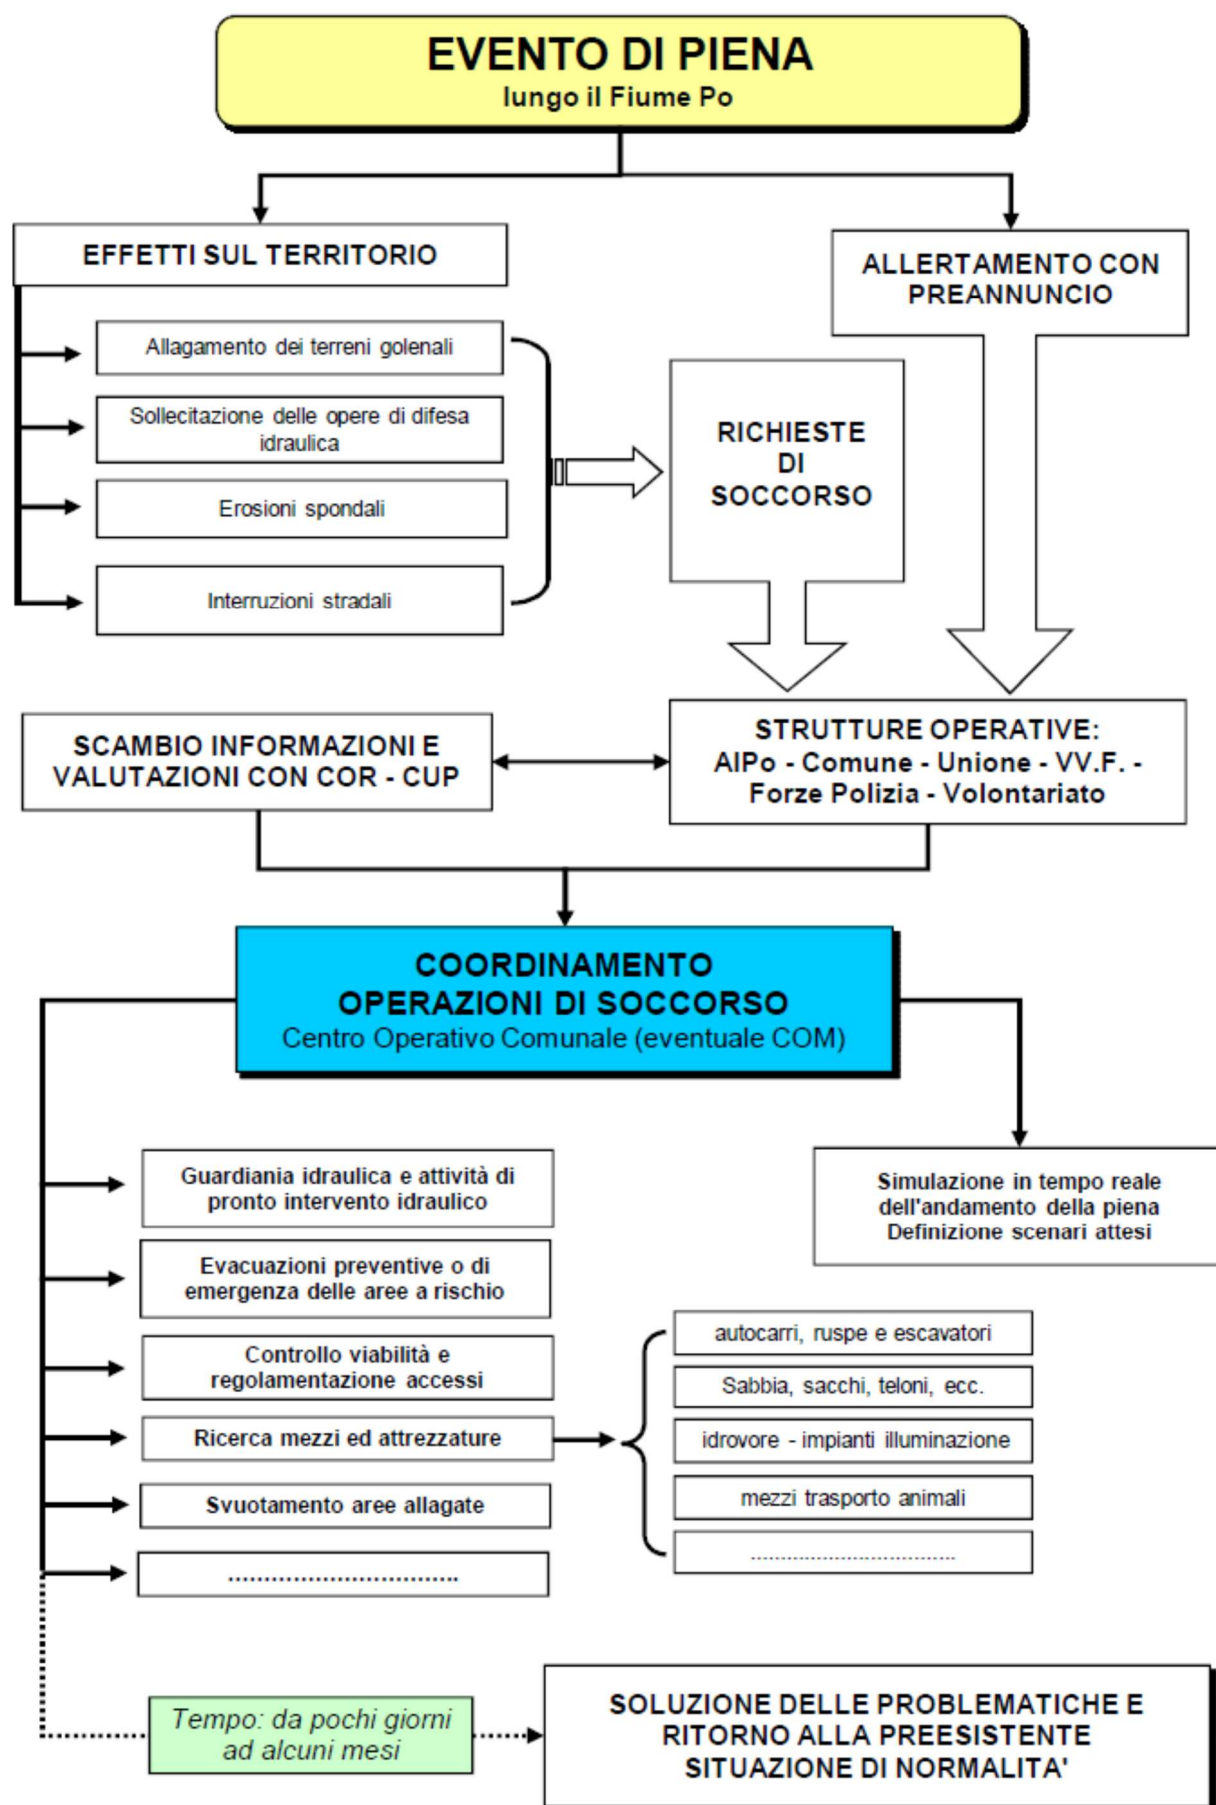 EVENTO DI PIENA
lungo il Fiume Po
EFFETTI SUL TERRITORIO
ALLERTAMENTO CON
PREANNUNCIO
Allagamento dei terreni golenali
Sollecitazione delle opere di difesa
idraulica
Erosioni spondali
Interruzioni stradali
RICHIESTE
DI
SOCCORSO
SCAMBIO INFORMAZIONI E
VALUTAZIONI CON COR - CUP
STRUTTURE OPERATIVE:
AIPo - Comune - Unione - VV.F. -
Forze Polizia - Volontariato
COORDINAMENTO
OPERAZIONI DI SOCCORSO
Centro Operativo Comunale (eventuale COM)
Guardiania idraulica e attività di
pronto intervento idraulico
Evacuazioni preventive o di
emergenza delle aree a rischio
Controllo viabilità e
regolamentazione accessi
Ricerca mezzi ed attrezzature
Svuotamento aree allagate
................................
Simulazione in tempo reale
dell'andamento della piena
Definizione scenari attesi
autocarri, ruspe e escavatori
Sabbia, sacchi, teloni, ecc.
idrovore - impianti illuminazione
mezzi trasporto animali
..................................
Tempo: da pochi giorni
ad alcuni mesi
SOLUZIONE DELLE PROBLEMATICHE E
RITORNO ALLA PREESISTENTE
SITUAZIONE DI NORMALITA'